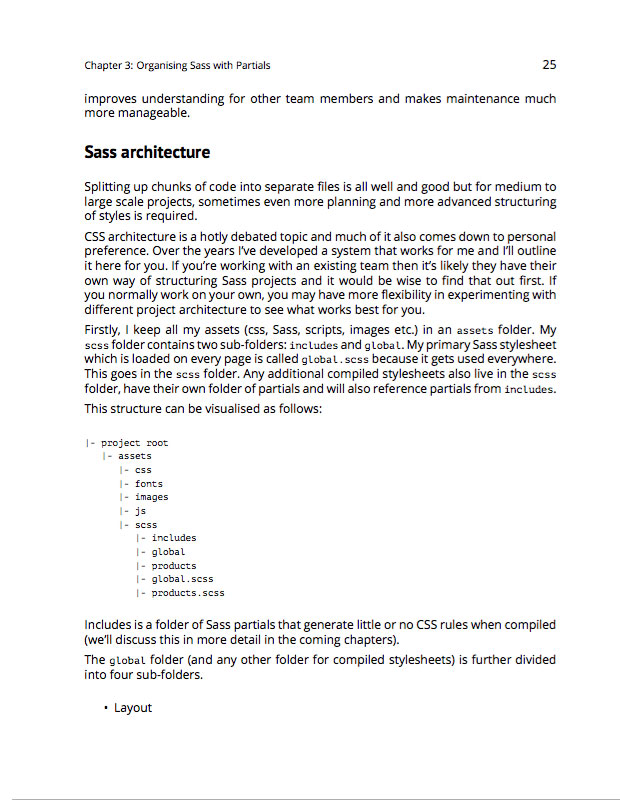 Chapter 3: Organising Sass with Partials 25
improves understanding for other team members and makes maintenance much
more manageable.
Sass architecture
Splitting up chunks of code into separate files is all well and good but for medium to
large scale projects, sometimes even more planning and more advanced structuring
of styles is required.
CSS architecture is a hotly debated topic and much of it also comes down to personal
preference. Over the years I’ve developed a system that works for me and I’ll outline
it here for you. If you’re working with an existing team then it’s likely they have their
own way of structuring Sass projects and it would be wise to find that out first. If
you normally work on your own, you may have more flexibility in experimenting with
different project architecture to see what works best for you.
Firstly, I keep all my assets (css, Sass, scripts, images etc.) in an assets folder. My
scss folder contains two sub-folders: includes and global. My primary Sass stylesheet
which is loaded on every page is called global.scss because it gets used everywhere.
This goes in the scss folder. Any additional compiled stylesheets also live in the scss
folder, have their own folder of partials and will also reference partials from includes.
This structure can be visualised as follows:
|- project root
|- assets
|- css
|- fonts
|- images
|- js
|- scss
|- includes
|- global
|- products
|- global.scss
|- products.scss
Includes is a folder of Sass partials that generate little or no CSS rules when compiled
(we’ll discuss this in more detail in the coming chapters).
The global folder (and any other folder for compiled stylesheets) is further divided
into four sub-folders.
• Layout